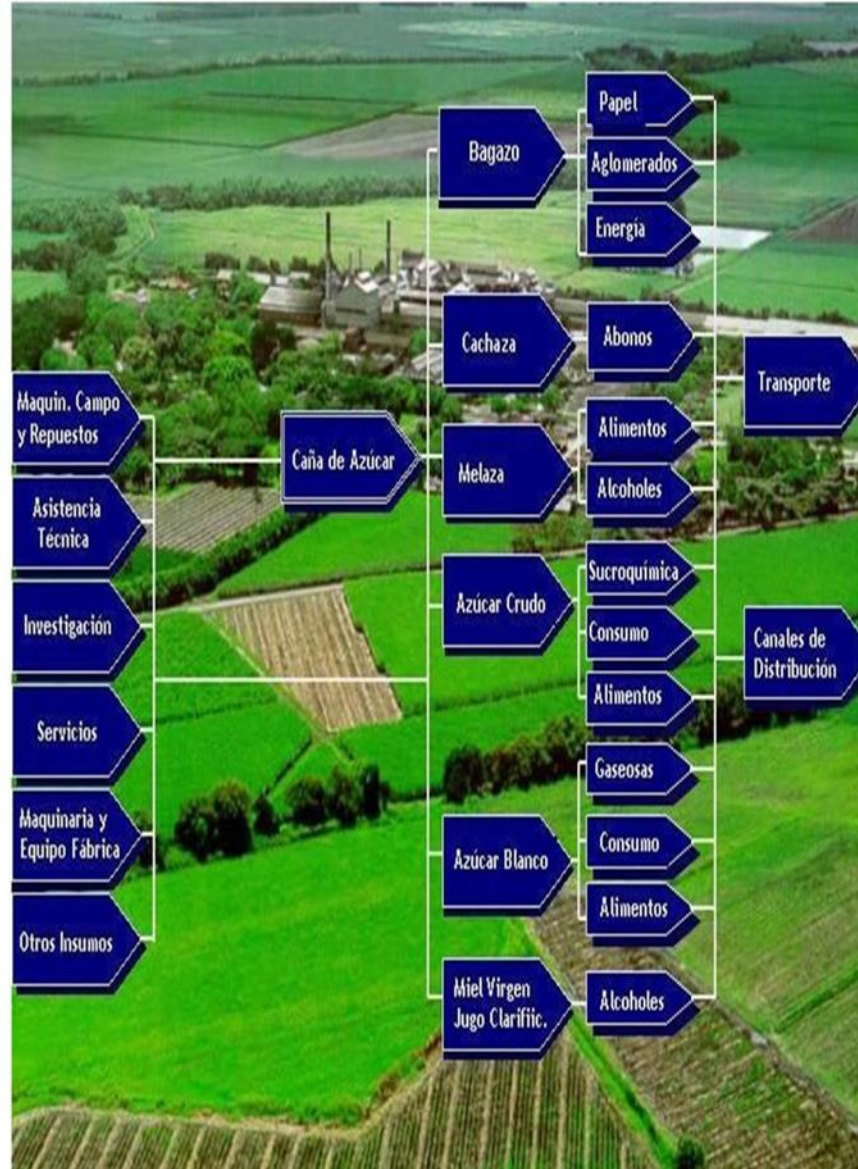 Maquin. Campo
y Repuestos
Asistencia
Técnica
Investigación
Servicios
Maquinaria y
Equipo Fábrica
Otros Insumos
Caña de Azúcar
Bagazo
Cachaza
Melaza
Azúcar Crudo
Azúcar Blanco
Miel Virgen
Jugo Clarifiic.
Papel
Aglomerados
Energía
Abonos
Alimentos
Alcoholes
Sucroquímica
Consumo
Alimentos
Gaseosas
Consumo
Alimentos
Alcoholes
Transporte
Canales de
Distribución